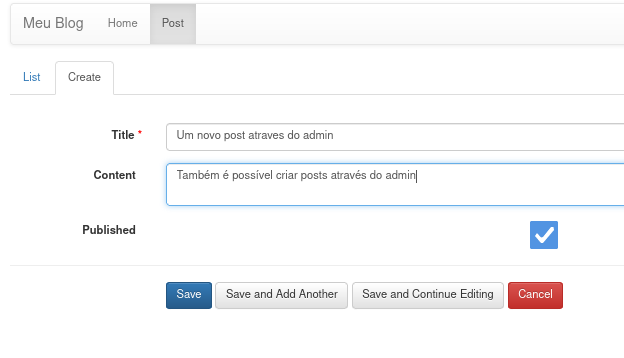 Meu Blog Home Post
List Create
Title *
Um novo post atraves do admin
Content
Também é possível criar posts através do admin
Published
Save Save and Add Another Save and Continue Editing Cancel